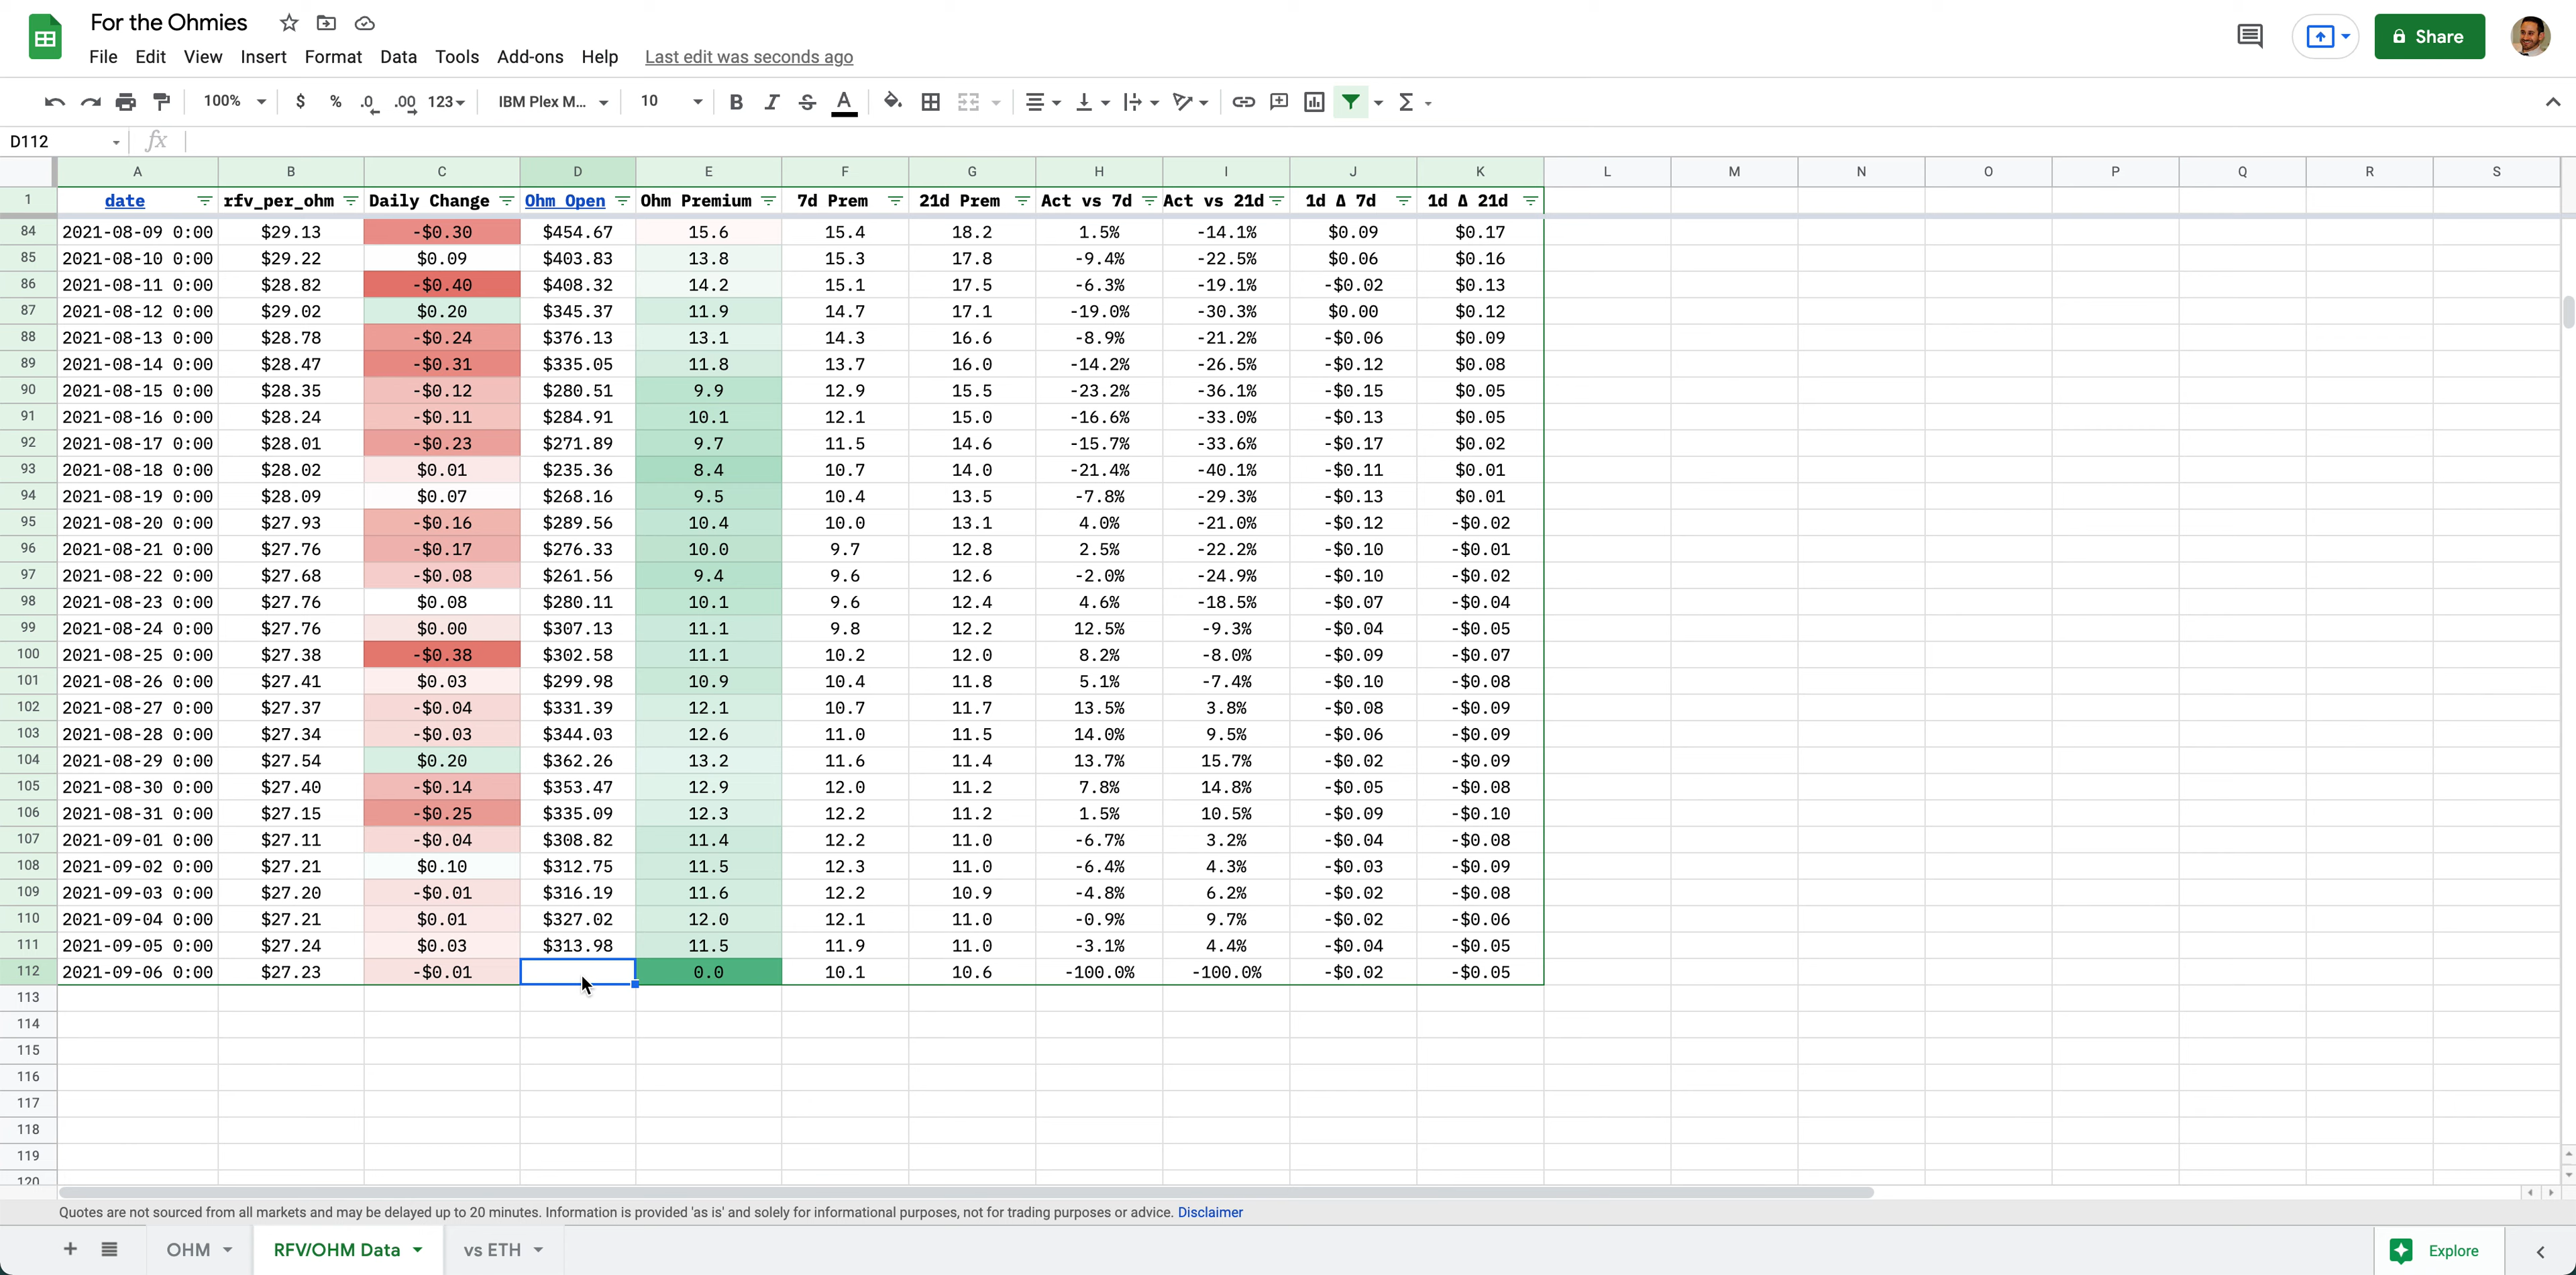 For the Ohmies
File Edit View Insert Format Data Tools Add-ons Help Last edit was seconds ago
Share
100% $ % .0 .00 123 IBM Plex M... 10 B I S A
D112 fx
A B C D E F G H I J K L M N O P Q R S
1 date rfv_per_ohm Daily Change Ohm Open Ohm Premium 7d Prem 21d Prem Act vs 7d Act vs 21d 1d Δ 7d 1d Δ 21d
84 2021-08-09 0:00 $29.13 -$0.30 $454.67 15.6 15.4 18.2 1.5% -14.1% $0.09 $0.17
85 2021-08-10 0:00 $29.22 $0.09 $403.83 13.8 15.3 17.8 -9.4% -22.5% $0.06 $0.16
86 2021-08-11 0:00 $28.82 -$0.40 $408.32 14.2 15.1 17.5 -6.3% -19.1% -$0.02 $0.13
87 2021-08-12 0:00 $29.02 $0.20 $345.37 11.9 14.7 17.1 -19.0% -30.3% $0.00 $0.12
88 2021-08-13 0:00 $28.78 -$0.24 $376.13 13.1 14.3 16.6 -8.9% -21.2% -$0.06 $0.09
89 2021-08-14 0:00 $28.47 -$0.31 $335.05 11.8 13.7 16.0 -14.2% -26.5% -$0.12 $0.08
90 2021-08-15 0:00 $28.35 -$0.12 $280.51 9.9 12.9 15.5 -23.2% -36.1% -$0.15 $0.05
91 2021-08-16 0:00 $28.24 -$0.11 $284.91 10.1 12.1 15.0 -16.6% -33.0% -$0.13 $0.05
92 2021-08-17 0:00 $28.01 -$0.23 $271.89 9.7 11.5 14.6 -15.7% -33.6% -$0.17 $0.02
93 2021-08-18 0:00 $28.02 $0.01 $235.36 8.4 10.7 14.0 -21.4% -40.1% -$0.11 $0.01
94 2021-08-19 0:00 $28.09 $0.07 $268.16 9.5 10.4 13.5 -7.8% -29.3% -$0.13 $0.01
95 2021-08-20 0:00 $27.93 -$0.16 $289.56 10.4 10.0 13.1 4.0% -21.0% -$0.12 -$0.02
96 2021-08-21 0:00 $27.76 -$0.17 $276.33 10.0 9.7 12.8 2.5% -22.2% -$0.10 -$0.01
97 2021-08-22 0:00 $27.68 -$0.08 $261.56 9.4 9.6 12.6 -2.0% -24.9% -$0.10 -$0.02
98 2021-08-23 0:00 $27.76 $0.08 $280.11 10.1 9.6 12.4 4.6% -18.5% -$0.07 -$0.04
99 2021-08-24 0:00 $27.76 $0.00 $307.13 11.1 9.8 12.2 12.5% -9.3% -$0.04 -$0.05
100 2021-08-25 0:00 $27.38 -$0.38 $302.58 11.1 10.2 12.0 8.2% -8.0% -$0.09 -$0.07
101 2021-08-26 0:00 $27.41 $0.03 $299.98 10.9 10.4 11.8 5.1% -7.4% -$0.10 -$0.08
102 2021-08-27 0:00 $27.37 -$0.04 $331.39 12.1 10.7 11.7 13.5% 3.8% -$0.08 -$0.09
103 2021-08-28 0:00 $27.34 -$0.03 $344.03 12.6 11.0 11.5 14.0% 9.5% -$0.06 -$0.09
104 2021-08-29 0:00 $27.54 $0.20 $362.26 13.2 11.6 11.4 13.7% 15.7% -$0.02 -$0.09
105 2021-08-30 0:00 $27.40 -$0.14 $353.47 12.9 12.0 11.2 7.8% 14.8% -$0.05 -$0.08
106 2021-08-31 0:00 $27.15 -$0.25 $335.09 12.3 12.2 11.2 1.5% 10.5% -$0.09 -$0.10
107 2021-09-01 0:00 $27.11 -$0.04 $308.82 11.4 12.2 11.0 -6.7% 3.2% -$0.04 -$0.08
108 2021-09-02 0:00 $27.21 $0.10 $312.75 11.5 12.3 11.0 -6.4% 4.3% -$0.03 -$0.09
109 2021-09-03 0:00 $27.20 -$0.01 $316.19 11.6 12.2 10.9 -4.8% 6.2% -$0.02 -$0.08
110 2021-09-04 0:00 $27.21 $0.01 $327.02 12.0 12.1 11.0 -0.9% 9.7% -$0.02 -$0.06
111 2021-09-05 0:00 $27.24 $0.03 $313.98 11.5 11.9 11.0 -3.1% 4.4% -$0.04 -$0.05
112 2021-09-06 0:00 $27.23 -$0.01 0.0 10.1 10.6 -100.0% -100.0% -$0.02 -$0.05
113
114
115
116
117
118
119
120
Quotes are not sourced from all markets and may be delayed up to 20 minutes. Information is provided 'as is' and solely for informational purposes, not for trading purposes or advice. Disclaimer
OHM RFV/OHM Data vs ETH Explore